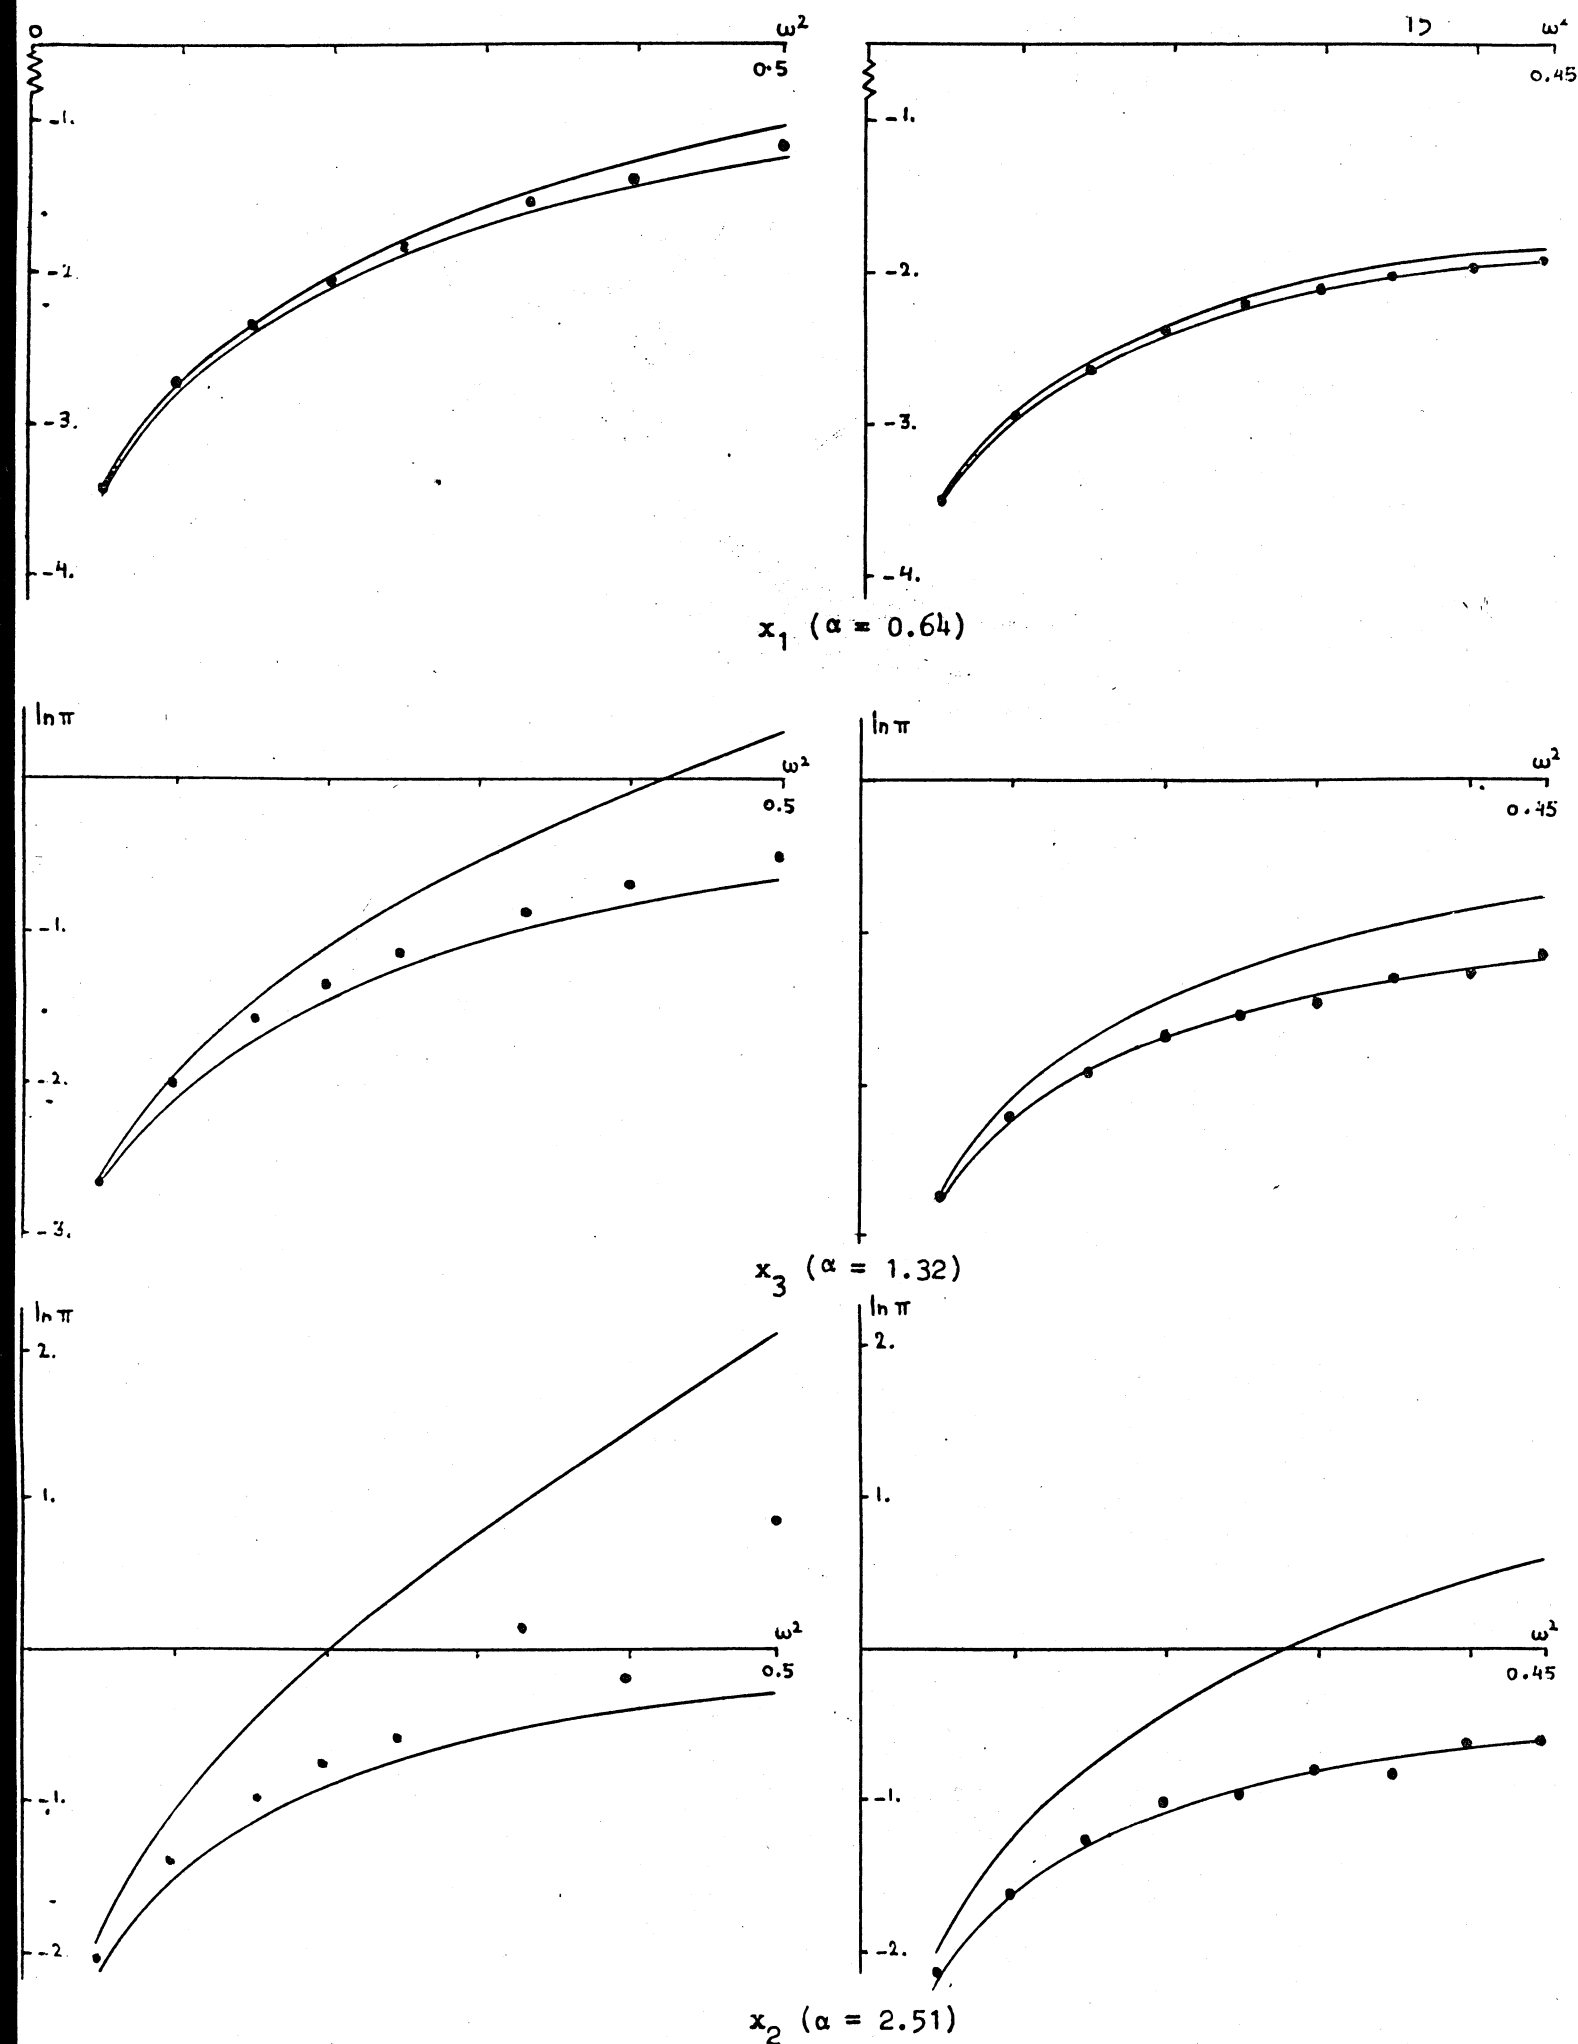 0 ω²
0.5
-1.
-2.
-3.
-4.
15 ω²
0.45
-1.
-2.
-3.
-4.
x₁ (α = 0.64)
ln π
ω²
0.5
-1.
-2.
-3.
ln π
ω²
0.45
x₃ (α = 1.32)
ln π
2.
1.
ω²
0.5
-1.
-2
ln π
2.
1.
ω²
0.45
-1.
-2.
x₂ (α = 2.51)